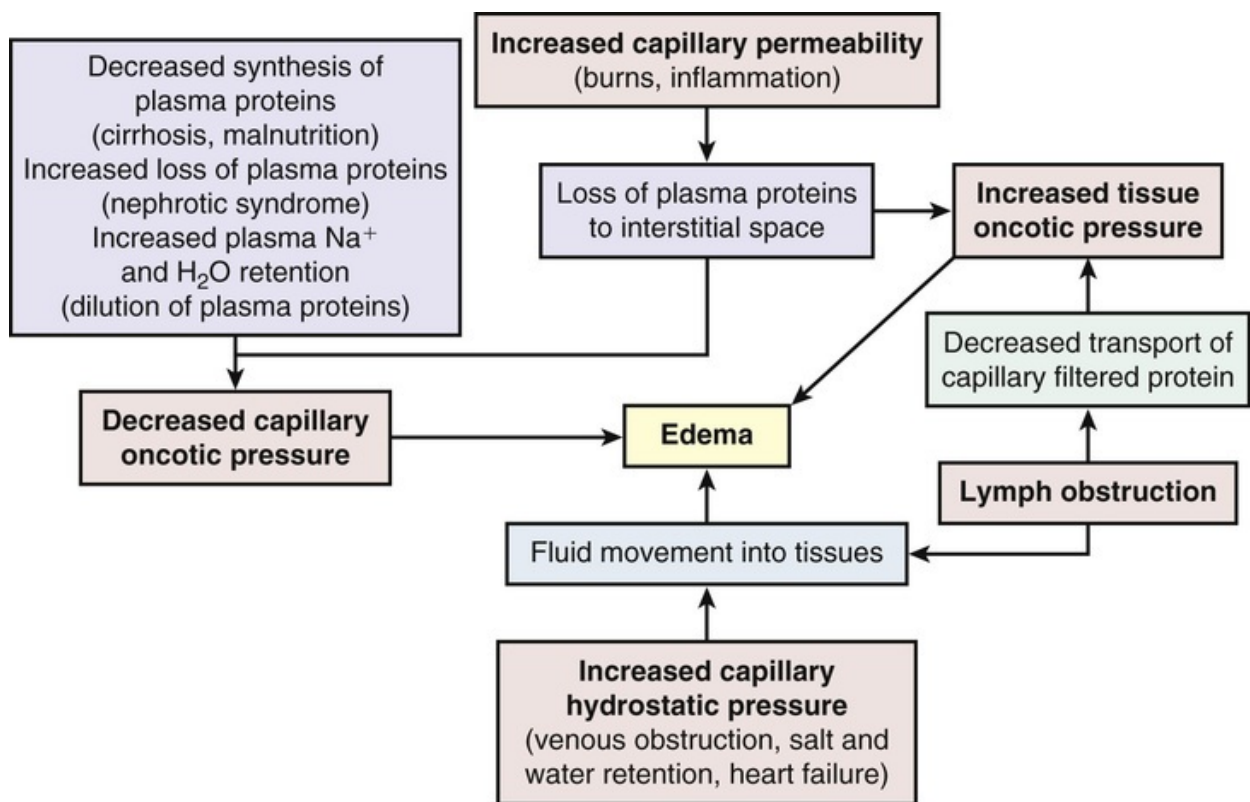 Decreased synthesis of
plasma proteins
(cirrhosis, malnutrition)
Increased loss of plasma proteins
(nephrotic syndrome)
Increased plasma Na⁺
and H₂O retention
(dilution of plasma proteins)
Increased capillary permeability
(burns, inflammation)
Loss of plasma proteins
to interstitial space
Increased tissue
oncotic pressure
Decreased transport of
capillary filtered protein
Decreased capillary
oncotic pressure
Edema
Lymph obstruction
Fluid movement into tissues
Increased capillary
hydrostatic pressure
(venous obstruction, salt and
water retention, heart failure)